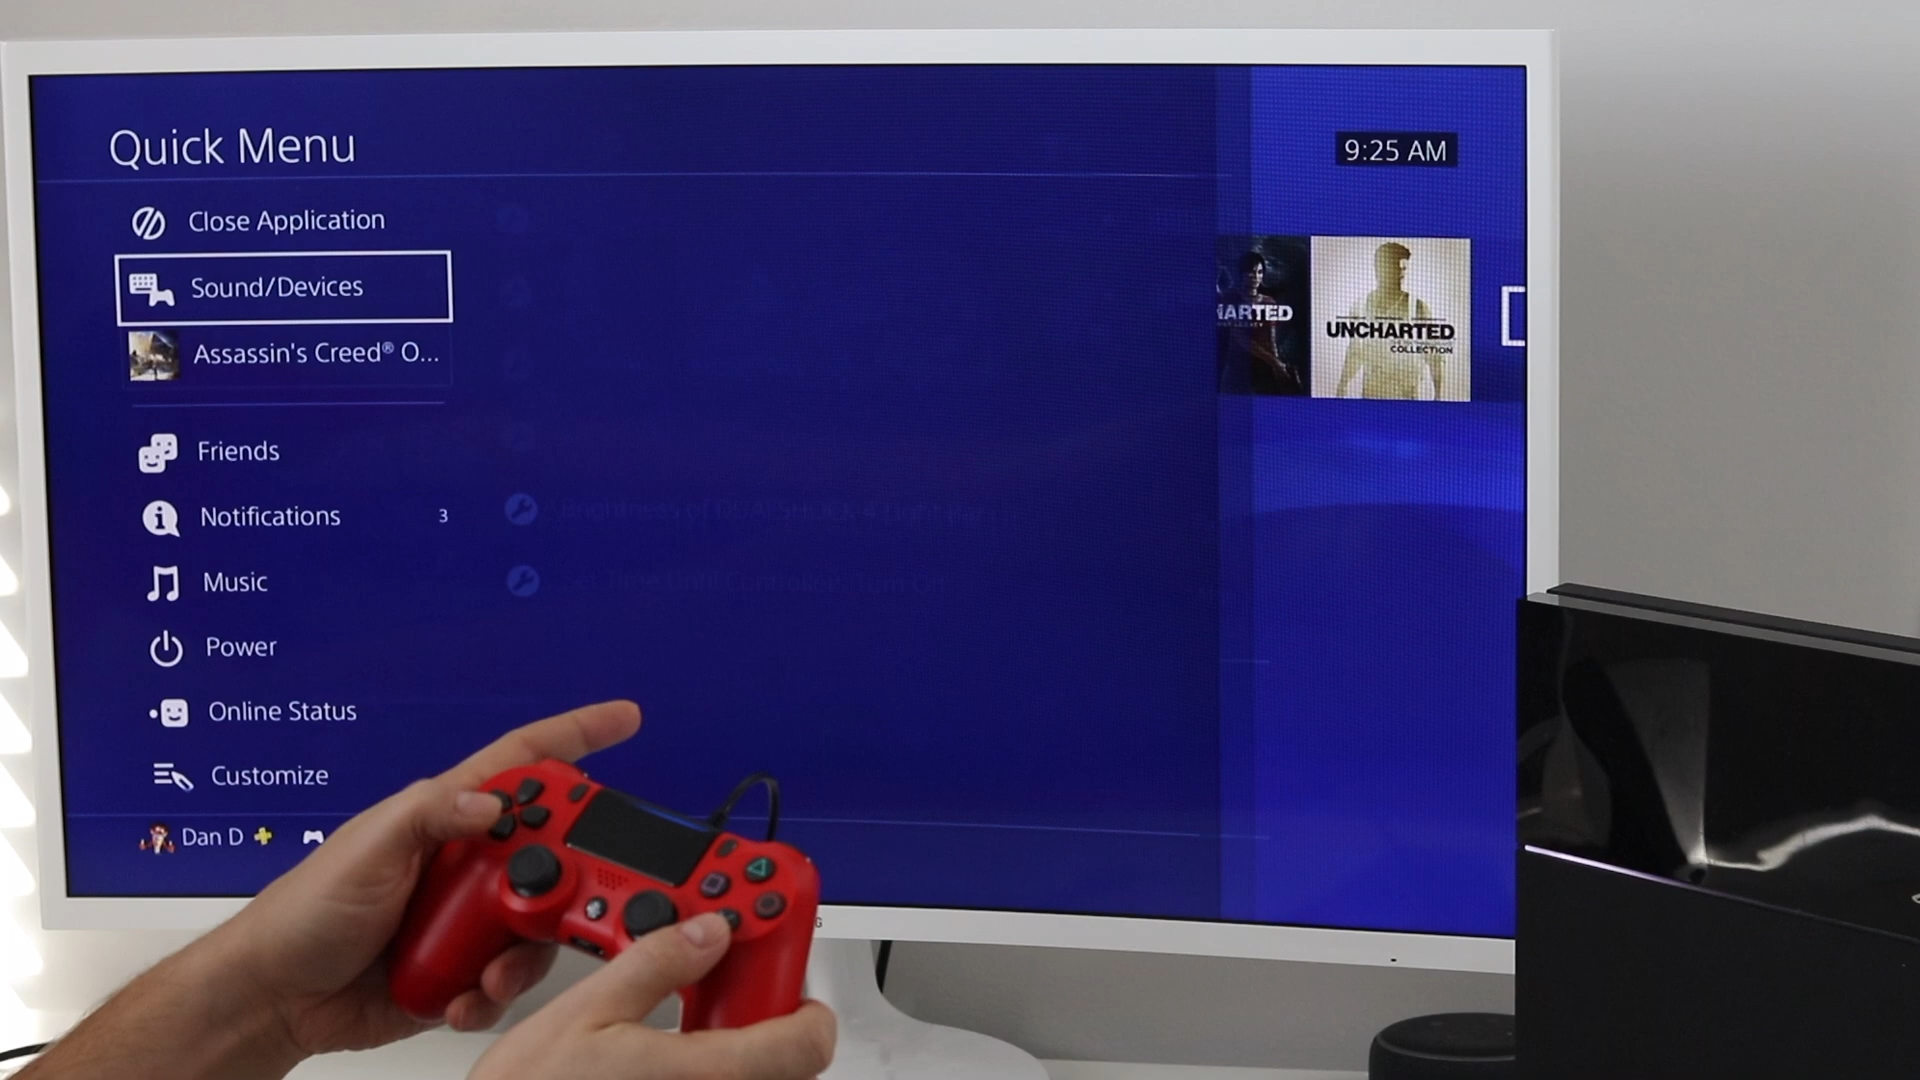 Quick Menu
9:25 AM
Close Application
Sound/Devices
Assassin's Creed® O...
Friends
Notifications 3
Music
Power
Online Status
Customize
Dan D
UNCHARTED
COLLECTION